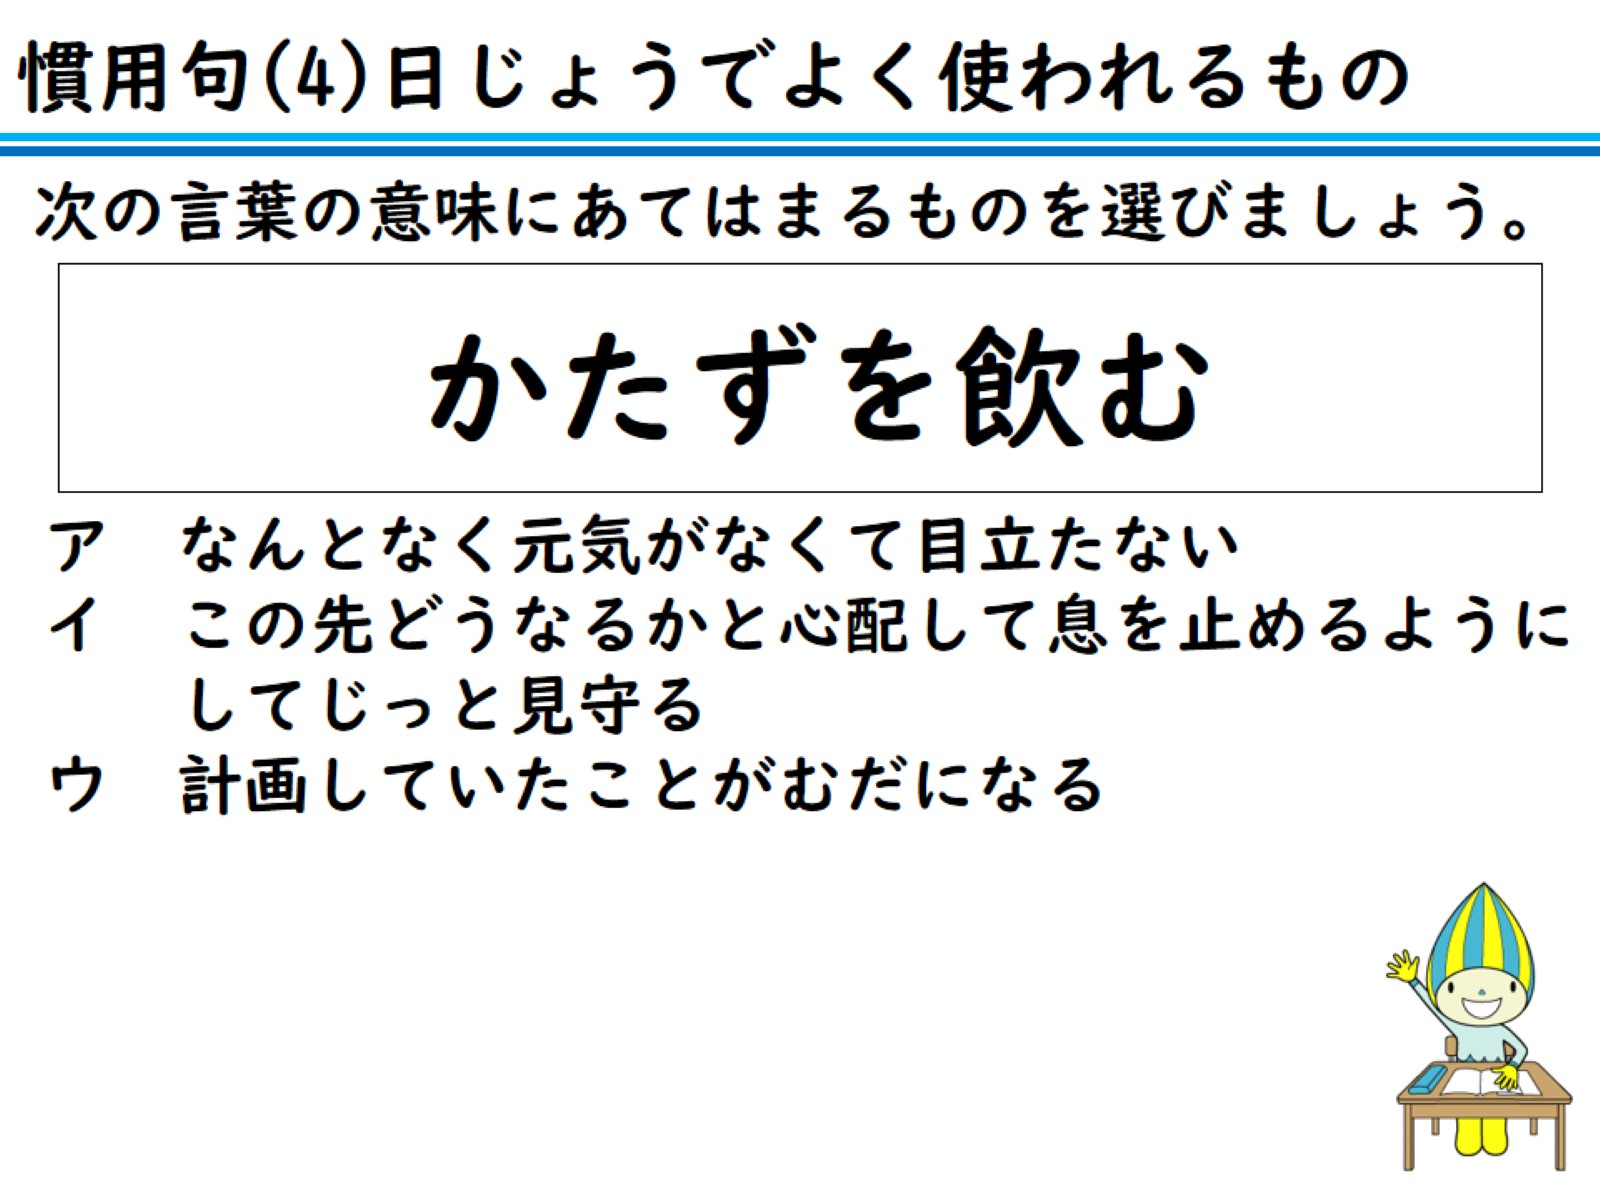 慣用句(4)日じょうでよく使われるもの
次の言葉の意味にあてはまるものを選びましょう。
かたずを飲む
ア　なんとなく元気がなくて目立たない
イ　この先どうなるかと心配して息を止めるように
してじっと見守る
ウ　計画していたことがむだになる